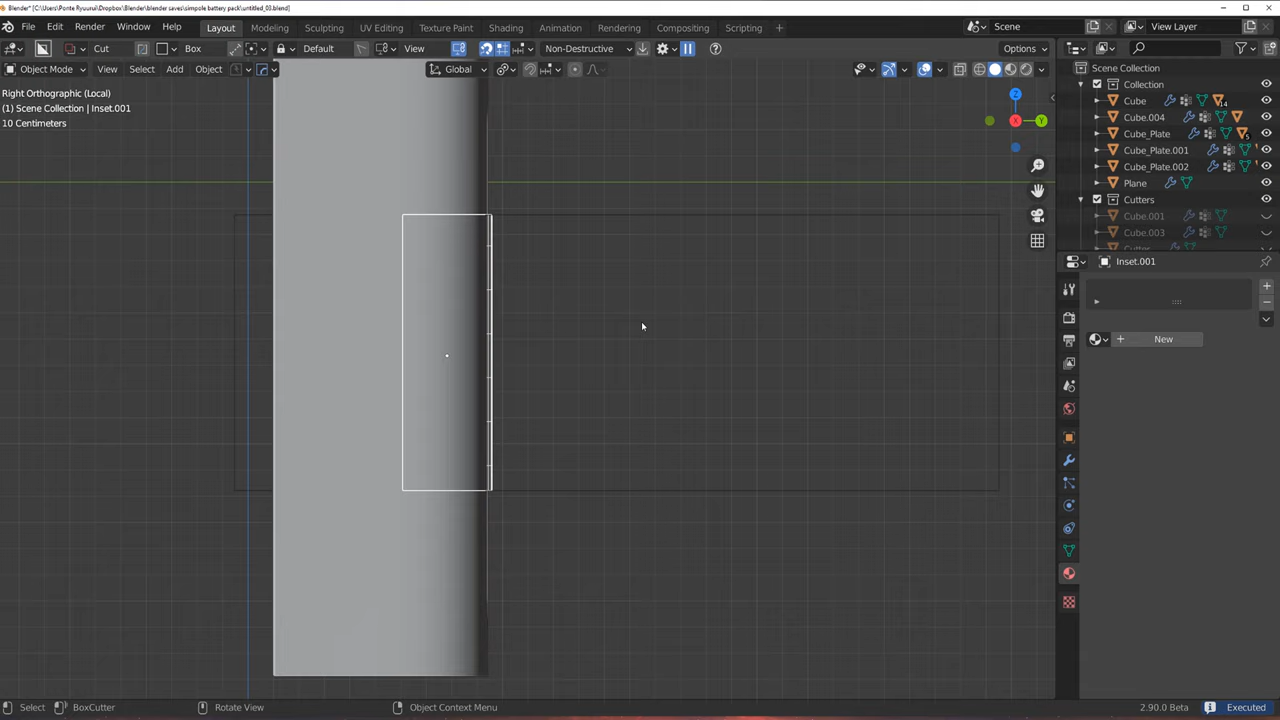 Blender* [C:\Users\Ponte Ryuurui\Dropbox\Blender\blender saves\simpole battery pack\untitled_03.blend]
File Edit Render Window Help Layout Modeling Sculpting UV Editing Texture Paint Shading Animation Rendering Compositing Scripting + Scene View Layer
Cut Box Default View Non-Destructive Options
Object Mode View Select Add Object Global
Right Orthographic (Local)
(1) Scene Collection | Inset.001
10 Centimeters
Z
X
Y
Scene Collection
Collection
Cube 14
Cube.004
Cube_Plate 5
Cube_Plate.001
Cube_Plate.002
Plane
Cutters
Cube.001
Cube.003
Inset.001
+ New
Select BoxCutter Rotate View Object Context Menu 2.90.0 Beta Executed